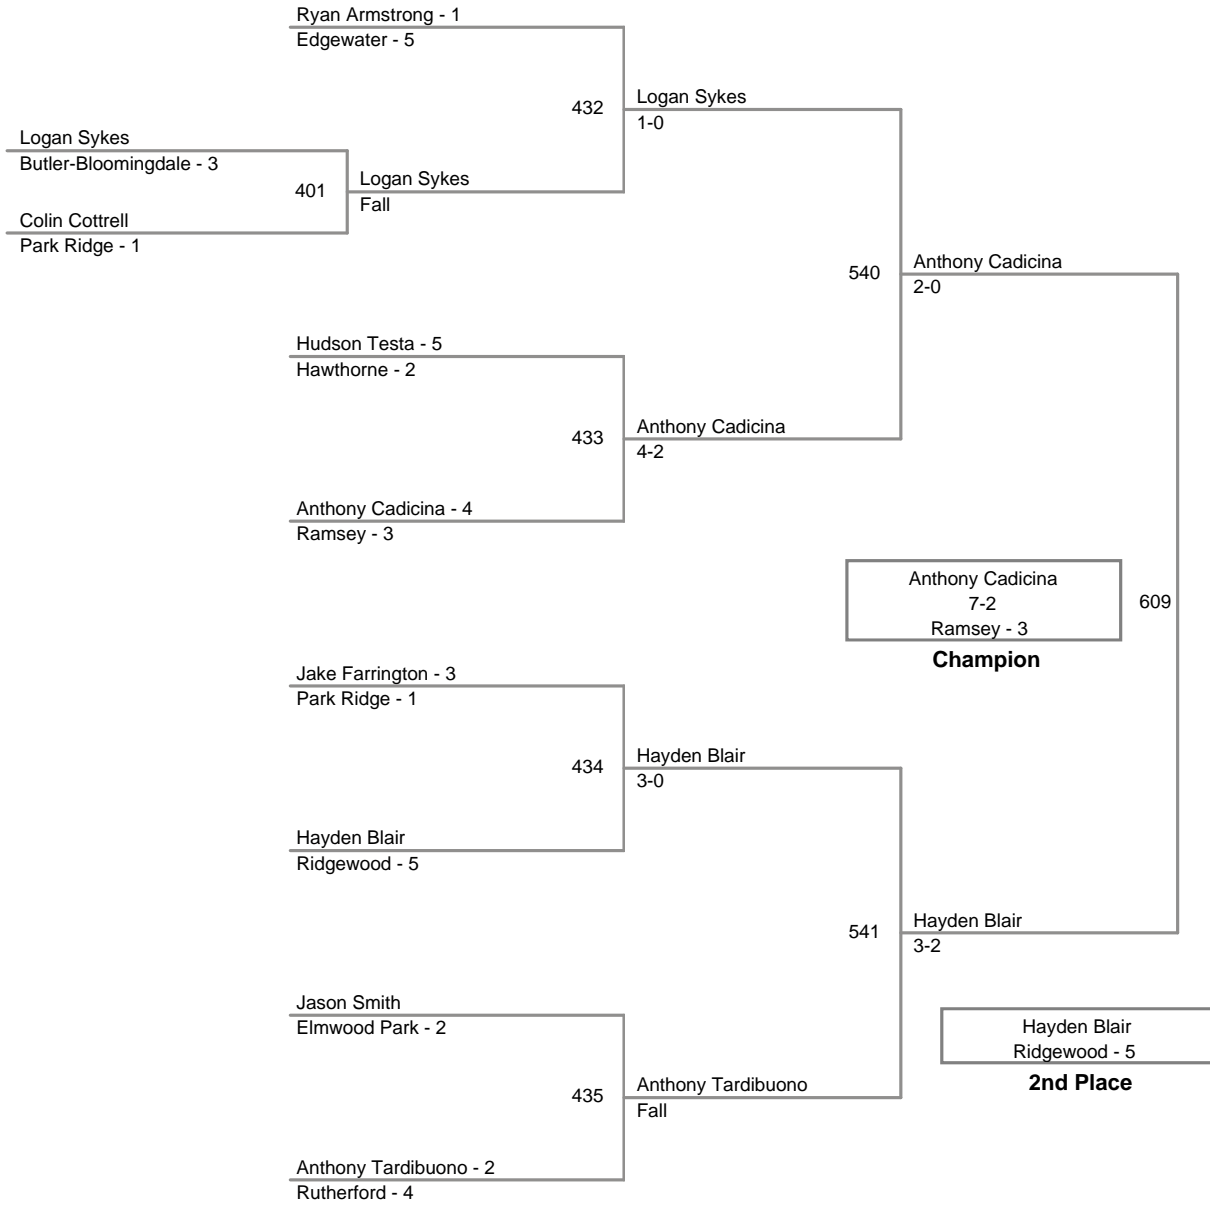 Ryan Armstrong - 1
Edgewater - 5
432
Logan Sykes
1-0
Logan Sykes
Butler-Bloomingdale - 3
401
Logan Sykes
Fall
Colin Cottrell
Park Ridge - 1
540
Anthony Cadicina
2-0
Hudson Testa - 5
Hawthorne - 2
433
Anthony Cadicina
4-2
Anthony Cadicina - 4
Ramsey - 3
Anthony Cadicina
7-2
Ramsey - 3
Champion
609
Jake Farrington - 3
Park Ridge - 1
434
Hayden Blair
3-0
Hayden Blair
Ridgewood - 5
541
Hayden Blair
3-2
Jason Smith
Elmwood Park - 2
Hayden Blair
Ridgewood - 5
2nd Place
435
Anthony Tardibuono
Fall
Anthony Tardibuono - 2
Rutherford - 4